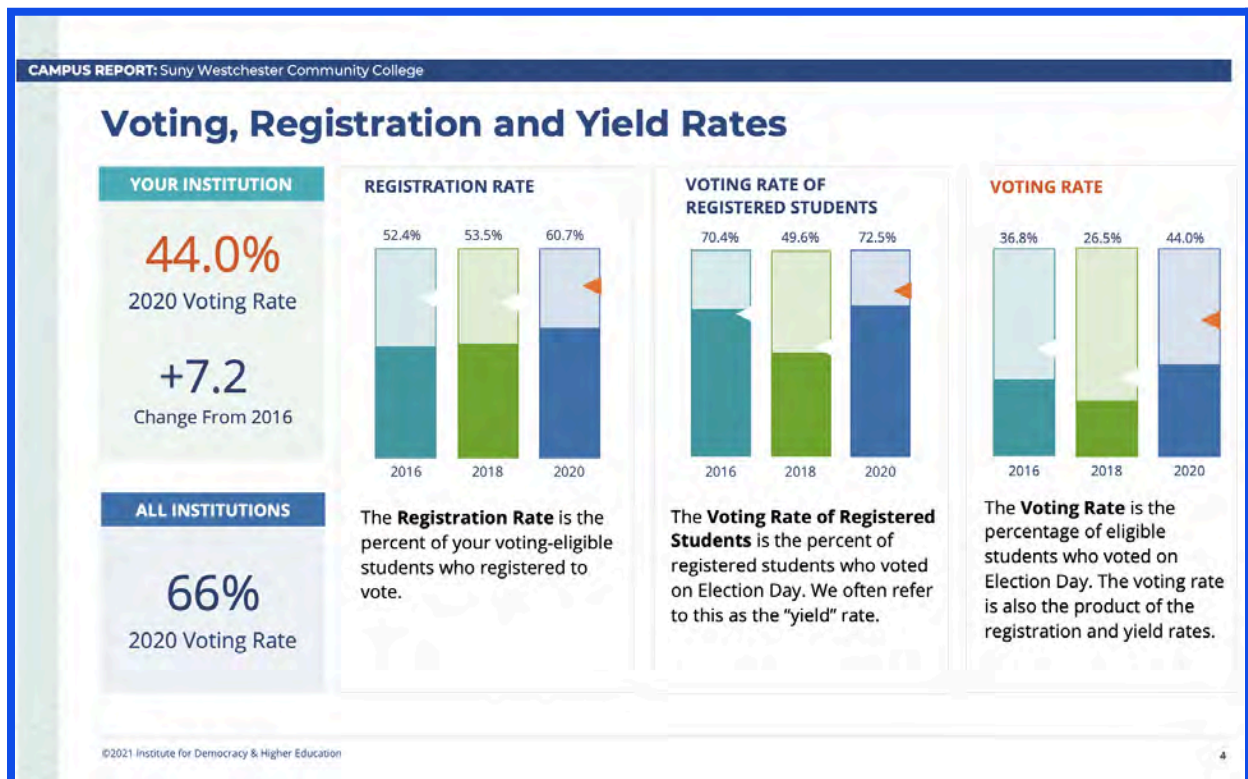 CAMPUS REPORT: Suny Westchester Community College
Voting, Registration and Yield Rates
YOUR INSTITUTION
44.0%
2020 Voting Rate
+7.2
Change From 2016
ALL INSTITUTIONS
66%
2020 Voting Rate
REGISTRATION RATE
52.4% 53.5% 60.7%
2016 2018 2020
The Registration Rate is the
percent of your voting-eligible
students who registered to
vote.
VOTING RATE OF
REGISTERED STUDENTS
70.4% 49.6% 72.5%
2016 2018 2020
The Voting Rate of Registered
Students is the percent of
registered students who voted
on Election Day. We often refer
to this as the “yield” rate.
VOTING RATE
36.8% 26.5% 44.0%
2016 2018 2020
The Voting Rate is the
percentage of eligible
students who voted on
Election Day. The voting rate
is also the product of the
registration and yield rates.
©2021 Institute for Democracy & Higher Education
4